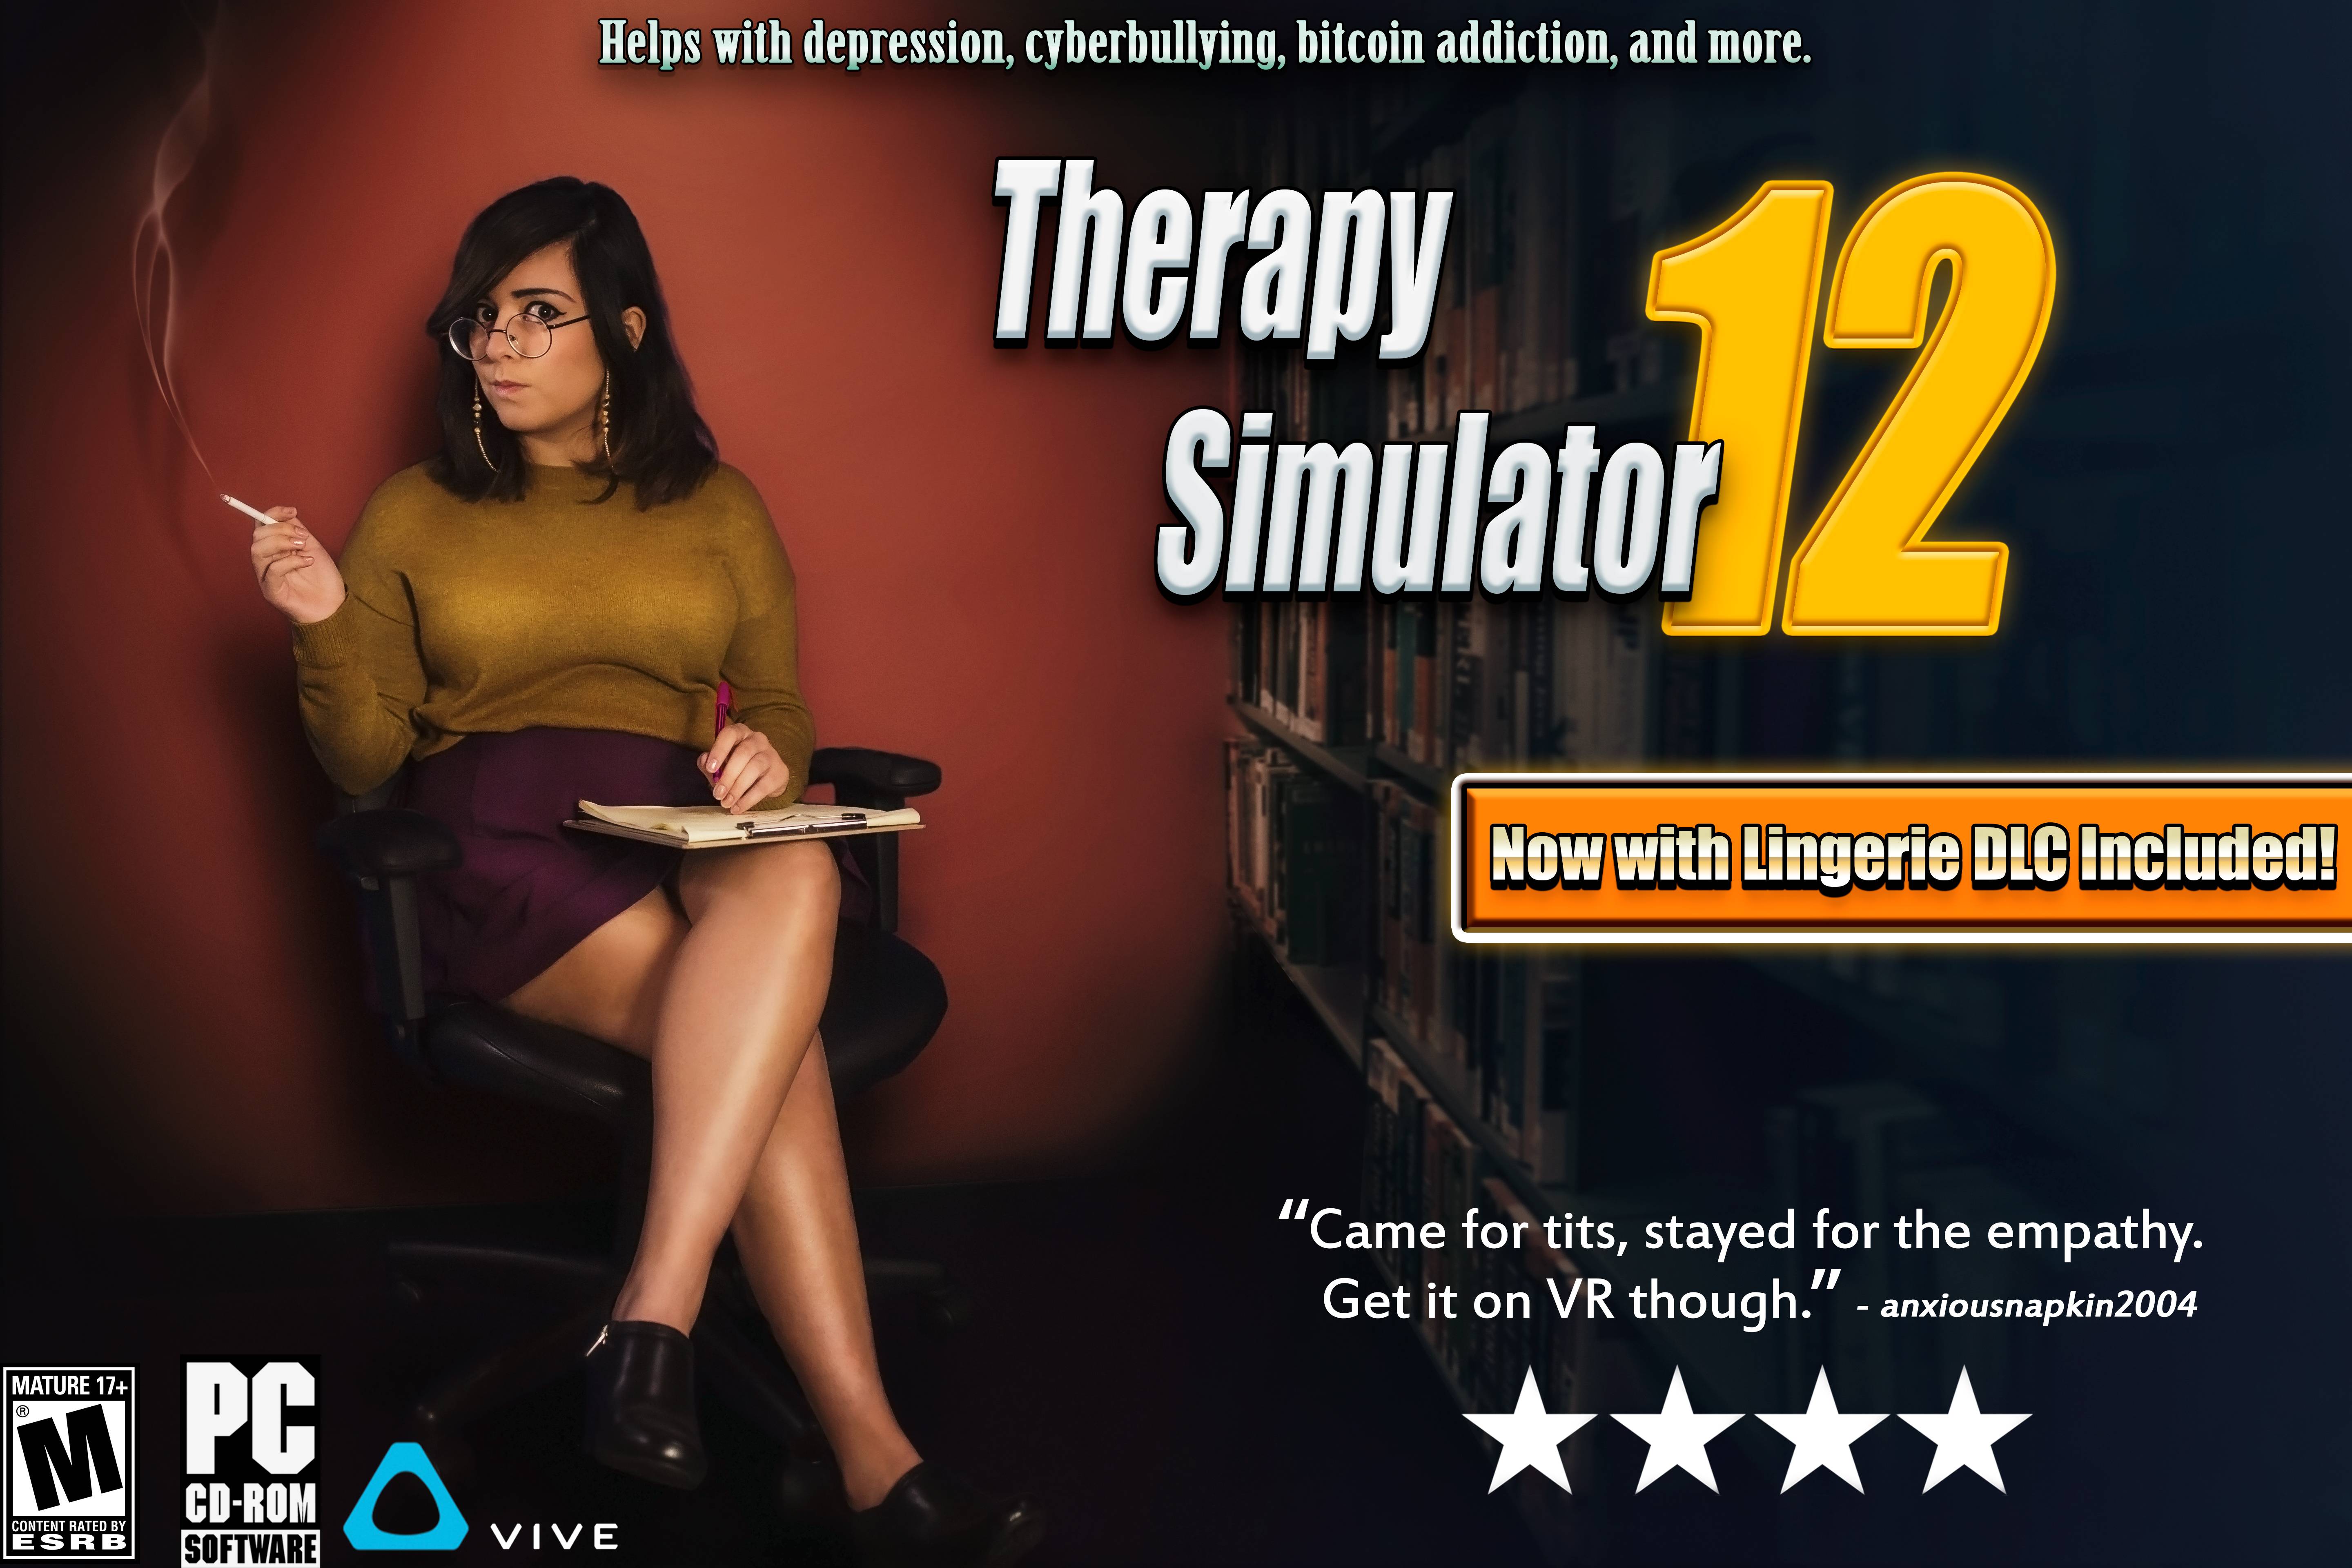 Helps with depression, cyberbullying, bitcoin addiction, and more.
Therapy
Simulator
12
Now with Lingerie DLC Included!
“Came for tits, stayed for the empathy.
Get it on VR though.” - anxiousnapkin2004
MATURE 17+
®
M
CONTENT RATED BY
ESRB
PC
CD-ROM
SOFTWARE
VIVE